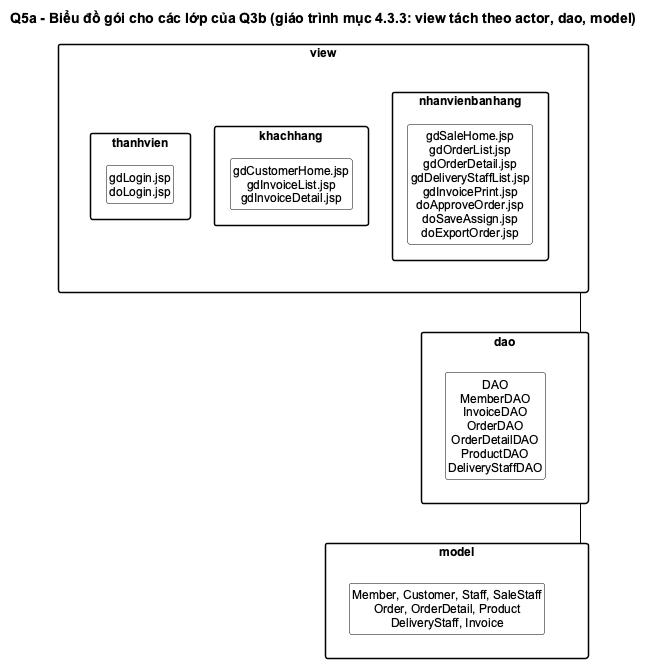 Q5a - Biểu đồ gói cho các lớp của Q3b (giáo trình mục 4.3.3: view tách theo actor, dao, model)
view
thanhvien
gdLogin.jsp
doLogin.jsp
khachhang
gdCustomerHome.jsp
gdInvoiceList.jsp
gdInvoiceDetail.jsp
nhanvienbanhang
gdSaleHome.jsp
gdOrderList.jsp
gdOrderDetail.jsp
gdDeliveryStaffList.jsp
gdInvoicePrint.jsp
doApproveOrder.jsp
doSaveAssign.jsp
doExportOrder.jsp
dao
DAO
MemberDAO
InvoiceDAO
OrderDAO
OrderDetailDAO
ProductDAO
DeliveryStaffDAO
model
Member, Customer, Staff, SaleStaff
Order, OrderDetail, Product
DeliveryStaff, Invoice